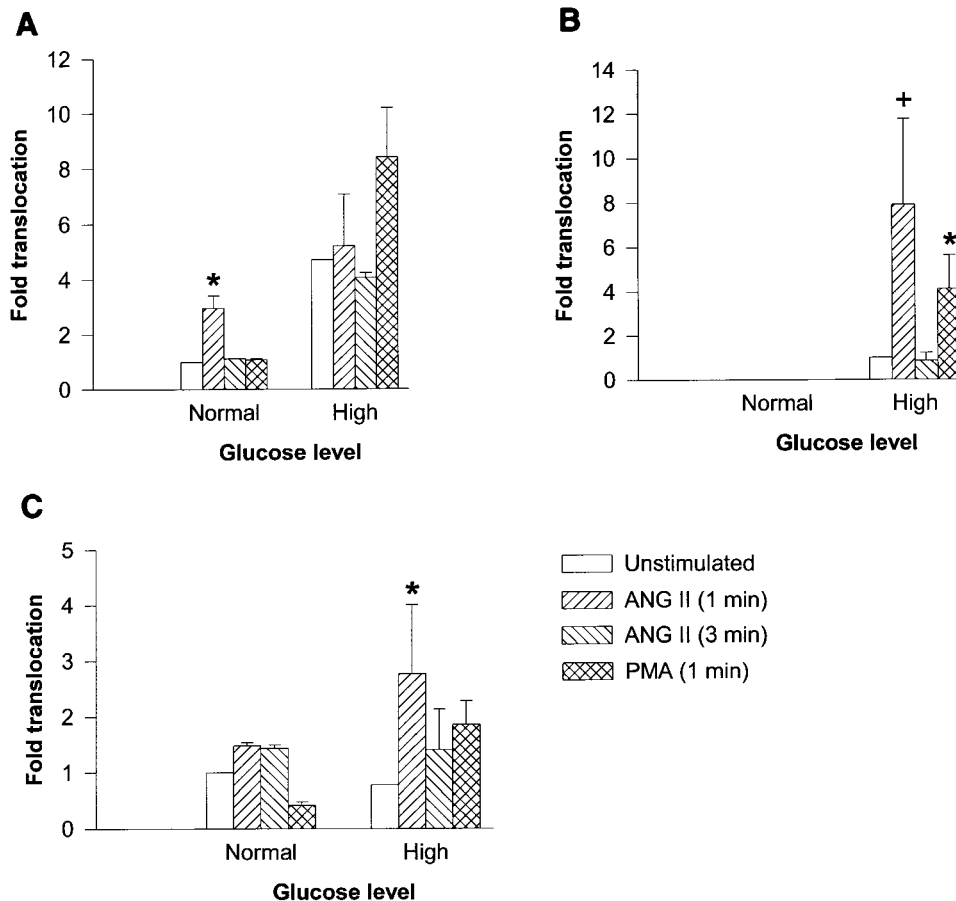 A
12
10
8
6
4
2
0
Fold translocation
*
Normal
High
Glucose level
B
14
12
10
8
6
4
2
0
Fold translocation
+
*
Normal
High
Glucose level
C
5
4
3
2
1
0
Fold translocation
*
Normal
High
Glucose level
Unstimulated
ANG II (1 min)
ANG II (3 min)
PMA (1 min)